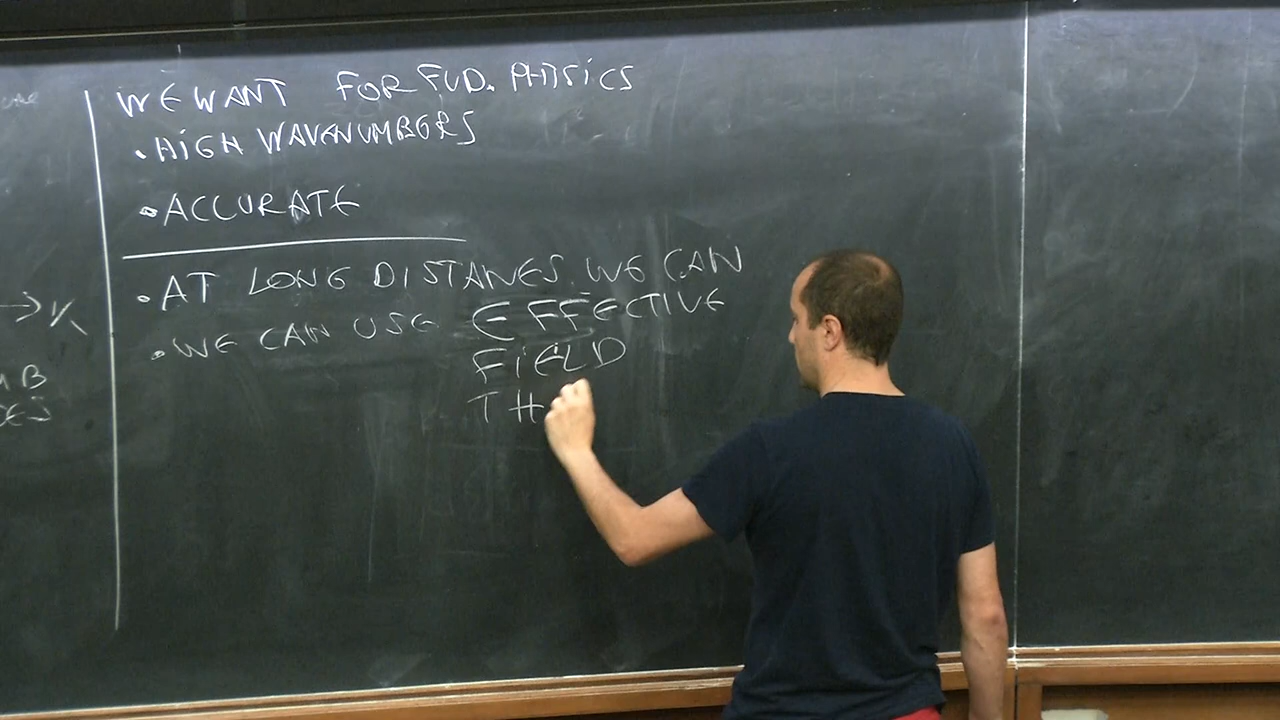 WE WANT FOR FUD. PHYSICS
• HIGH WAVENUMBERS
• ACCURATE
• AT LONG DISTANES WE CAN
• WE CAN USE EFFECTIVE
FIELD
TH
→ K
B